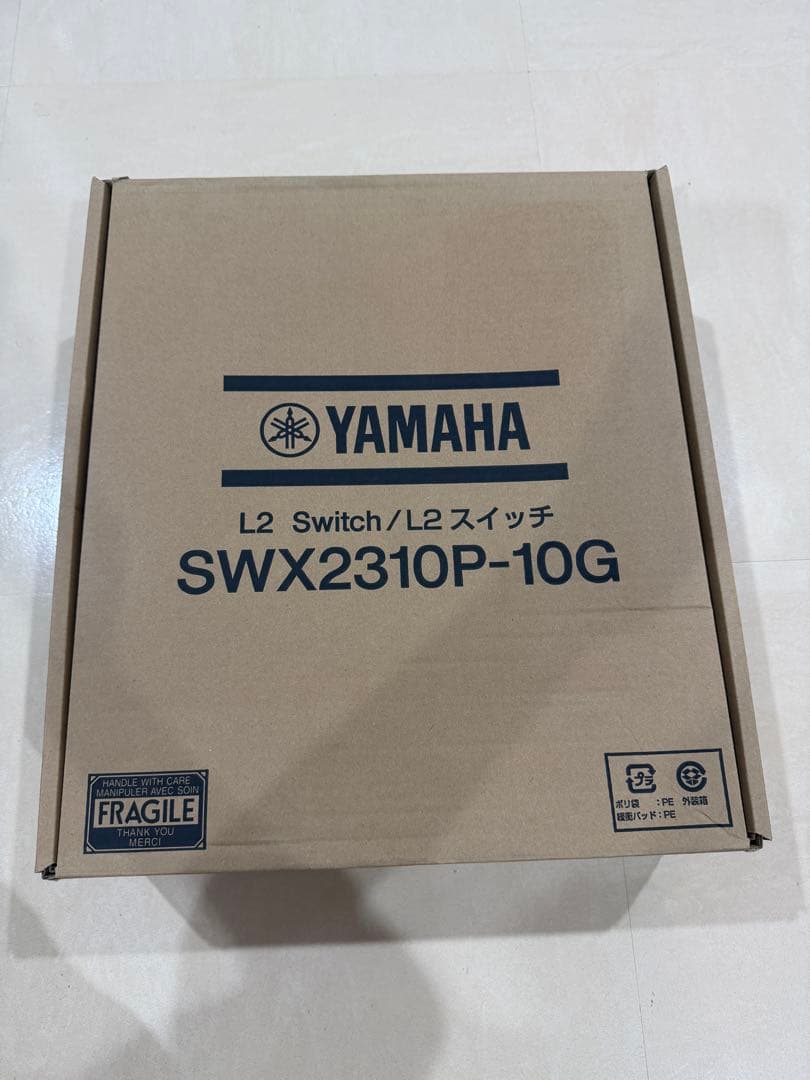 YAMAHA
L2 Switch/L2スイッチ
SWX2310P-10G
HANDLE WITH CARE
MANIPULER AVEC SOIN
FRAGILE
THANK YOU
MERCI
プラ
ポリ袋 :PE 外装箱
緩衝パッド:PE